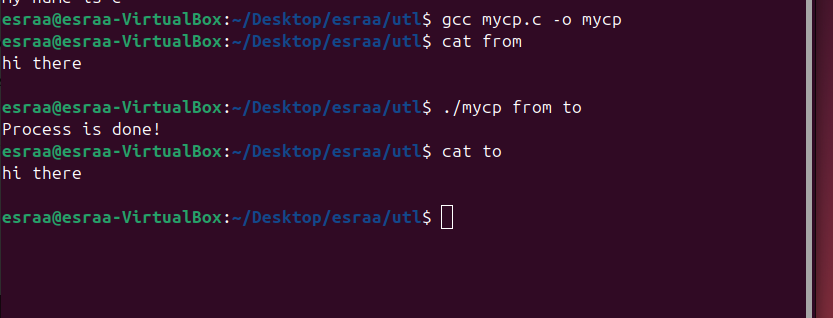 esraa@esraa-VirtualBox:~/Desktop/esraa/utl$ gcc mycp.c -o mycp
esraa@esraa-VirtualBox:~/Desktop/esraa/utl$ cat from
hi there
esraa@esraa-VirtualBox:~/Desktop/esraa/utl$ ./mycp from to
Process is done!
esraa@esraa-VirtualBox:~/Desktop/esraa/utl$ cat to
hi there
esraa@esraa-VirtualBox:~/Desktop/esraa/utl$